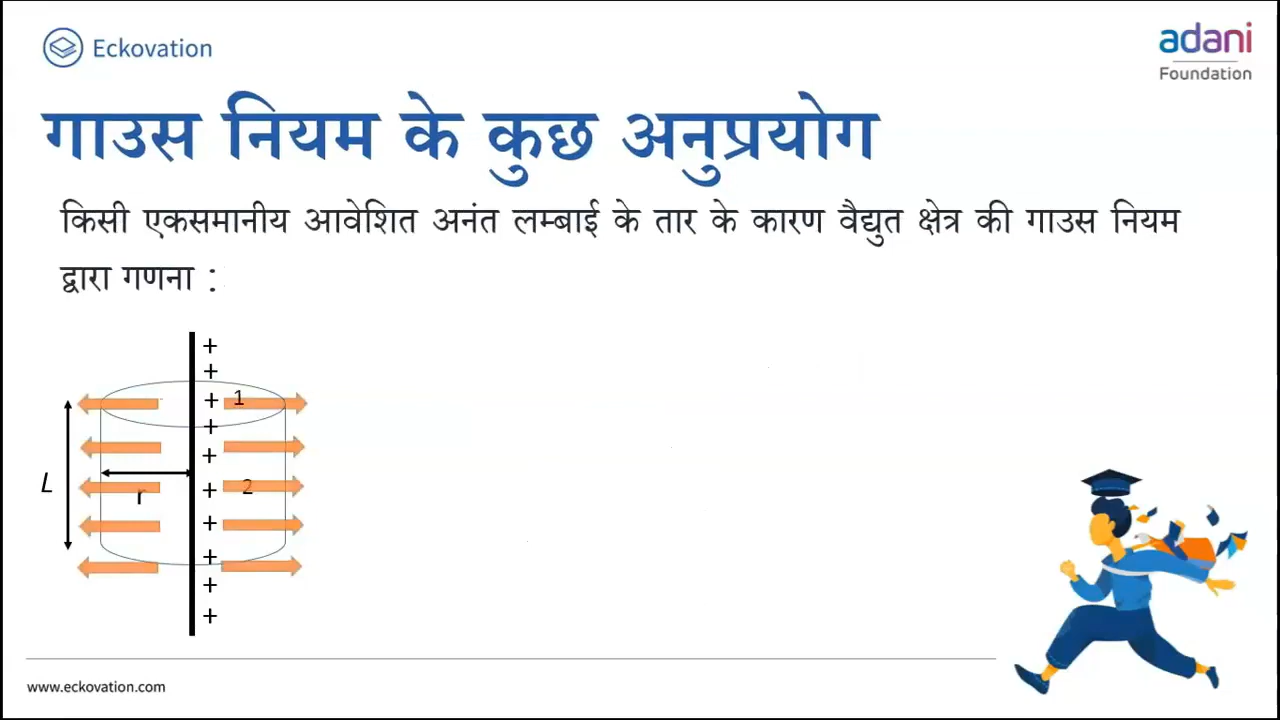 Eckovation
adani
Foundation
गाउस नियम के कुछ अनुप्रयोग
किसी एकसमानीय आवेशित अनंत लम्बाई के तार के कारण वैद्युत क्षेत्र की गाउस नियम
द्वारा गणना :
+
+
+ 1
+
+
L
r
+ 2
+
+
+
+
www.eckovation.com